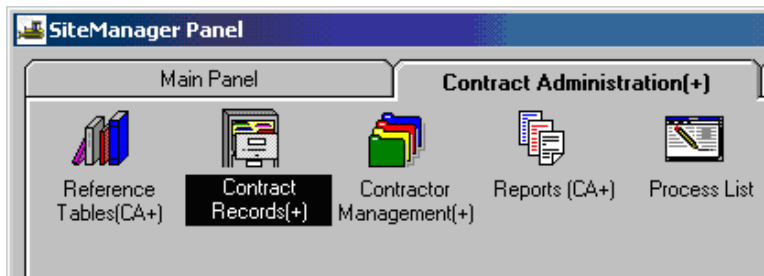 SiteManager Panel
Main Panel
Contract Administration(+)
Reference
Tables(CA+)
Contract
Records(+)
Contractor
Management(+)
Reports (CA+)
Process List